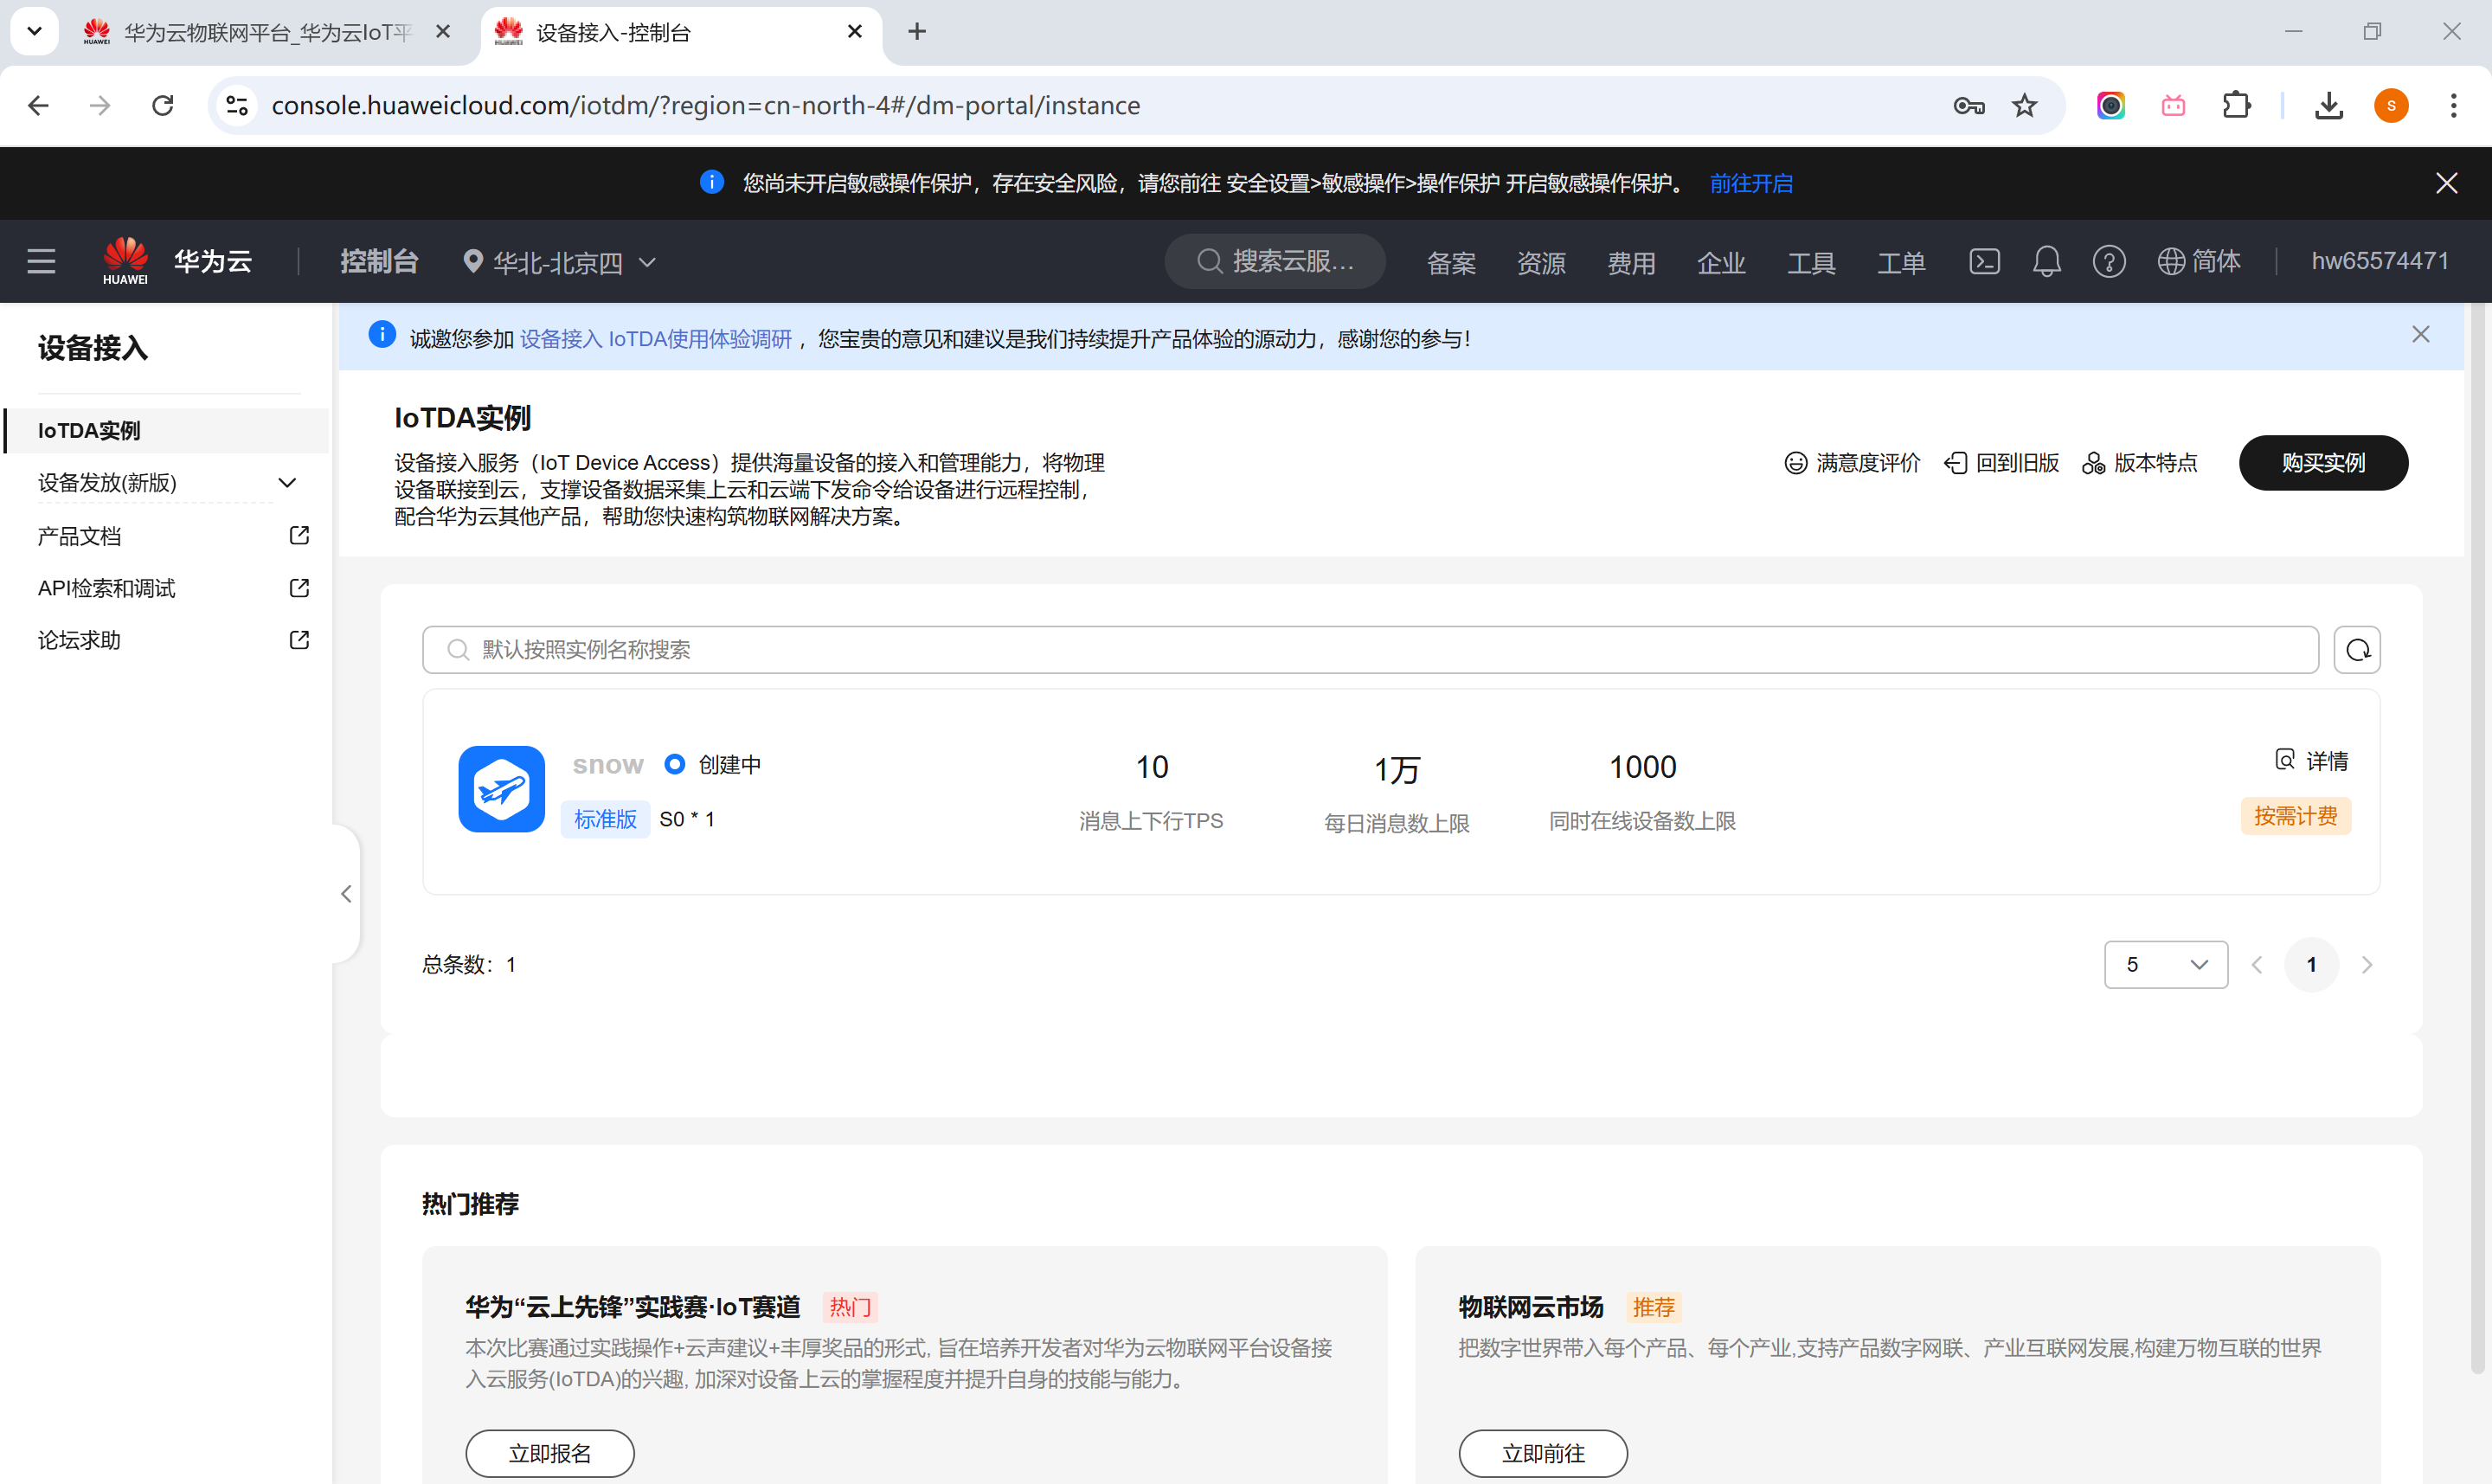 华为云物联网平台_华为云IoT平
设备接入-控制台
console.huaweicloud.com/iotdm/?region=cn-north-4#/dm-portal/instance
S
您尚未开启敏感操作保护，存在安全风险，请您前往 安全设置>敏感操作>操作保护 开启敏感操作保护。 前往开启
HUAWEI
华为云
控制台
华北-北京四
搜索云服...
备案
资源
费用
企业
工具
工单
简体
hw65574471
设备接入
IoTDA实例
设备发放(新版)
产品文档
API检索和调试
论坛求助
诚邀您参加 设备接入 IoTDA使用体验调研 ，您宝贵的意见和建议是我们持续提升产品体验的源动力，感谢您的参与！
IoTDA实例
设备接入服务（IoT Device Access）提供海量设备的接入和管理能力，将物理
设备联接到云，支撑设备数据采集上云和云端下发命令给设备进行远程控制，
配合华为云其他产品，帮助您快速构筑物联网解决方案。
满意度评价
回到旧版
版本特点
购买实例
默认按照实例名称搜索
snow
创建中
标准版
S0 * 1
10
消息上下行TPS
1万
每日消息数上限
1000
同时在线设备数上限
详情
按需计费
总条数：1
5
1
热门推荐
华为“云上先锋”实践赛·IoT赛道 热门
本次比赛通过实践操作+云声建议+丰厚奖品的形式, 旨在培养开发者对华为云物联网平台设备接
入云服务(IoTDA)的兴趣, 加深对设备上云的掌握程度并提升自身的技能与能力。
立即报名
物联网云市场 推荐
把数字世界带入每个产品、每个产业,支持产品数字网联、产业互联网发展,构建万物互联的世界
立即前往